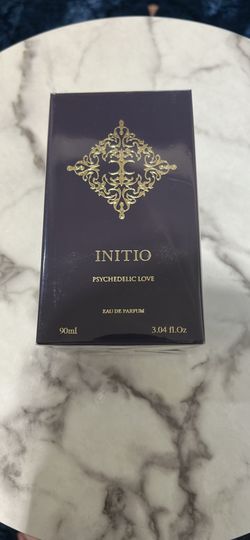 INITIO
PSYCHEDELIC LOVE
EAU DE PARFUM
90ml 3.04 fl.Oz